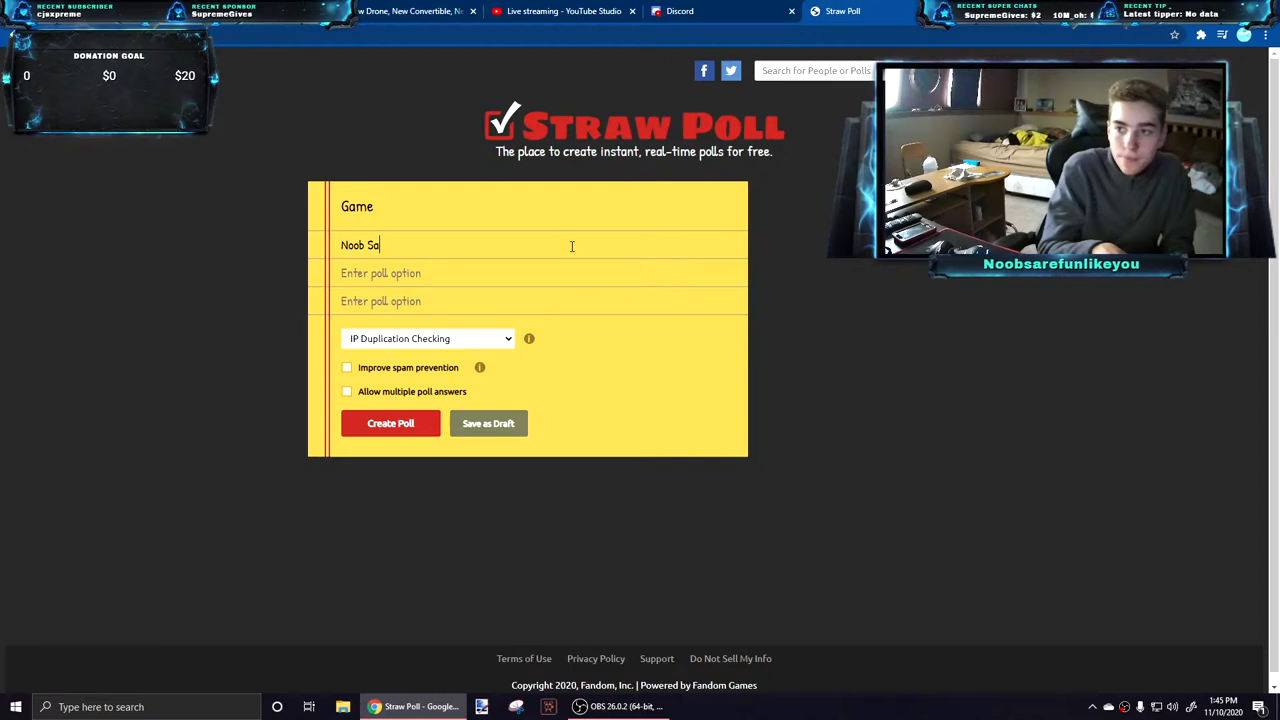 RECENT SUBSCRIBER
cjsxpreme
RECENT SPONSOR
SupremeGives
w Drone, New Convertible, Ne
Live streaming - YouTube Studio
Discord
Straw Poll
RECENT SUPER CHATS
SupremeGives: $2 10M_oh: $
RECENT TIP
Latest tipper: No data
DONATION GOAL
0 $0 $20
Search for People or Polls
STRAW POLL
The place to create instant, real-time polls for free.
Game
Noob Sa
Enter poll option
Enter poll option
IP Duplication Checking
Improve spam prevention
Allow multiple poll answers
Create Poll
Save as Draft
Noobsarefunlikeyou
Terms of Use
Privacy Policy
Support
Do Not Sell My Info
Copyright 2020, Fandom, Inc. | Powered by Fandom Games
Type here to search
Straw Poll - Google...
OBS 26.0.2 (64-bit, ...
1:45 PM
11/10/2020